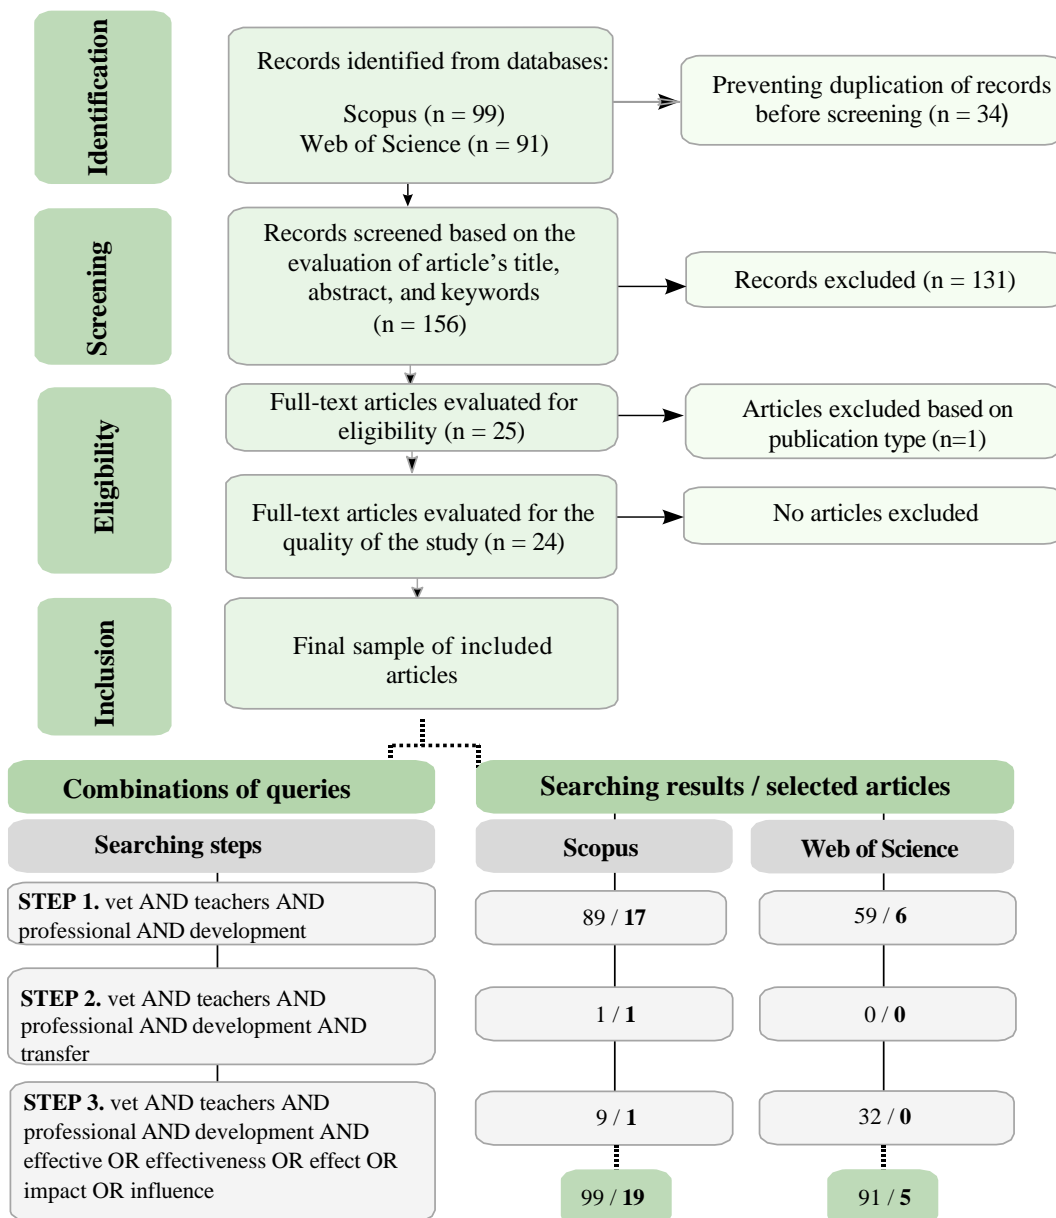 Identification
Records identified from databases:
Scopus (n = 99)
Web of Science (n = 91)
Preventing duplication of records
before screening (n = 34)
Screening
Records screened based on the
evaluation of article’s title,
abstract, and keywords
(n = 156)
Records excluded (n = 131)
Eligibility
Full-text articles evaluated for
eligibility (n = 25)
Articles excluded based on
publication type (n=1)
Full-text articles evaluated for the
quality of the study (n = 24)
No articles excluded
Inclusion
Final sample of included
articles
Combinations of queries
Searching results / selected articles
Searching steps
Scopus
Web of Science
STEP 1. vet AND teachers AND
professional AND development
89 / 17
59 / 6
STEP 2. vet AND teachers AND
professional AND development AND
transfer
1 / 1
0 / 0
STEP 3. vet AND teachers AND
professional AND development AND
effective OR effectiveness OR effect OR
impact OR influence
9 / 1
32 / 0
99 / 19
91 / 5